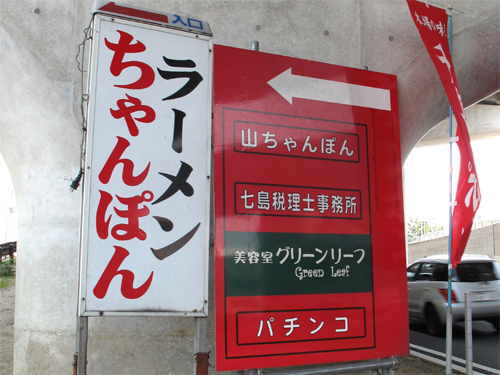 入口
ラーメン
ちゃんぽん
山ちゃんぽん
七島税理士事務所
美容室グリーンリーフ
Green Leaf
パチンコ